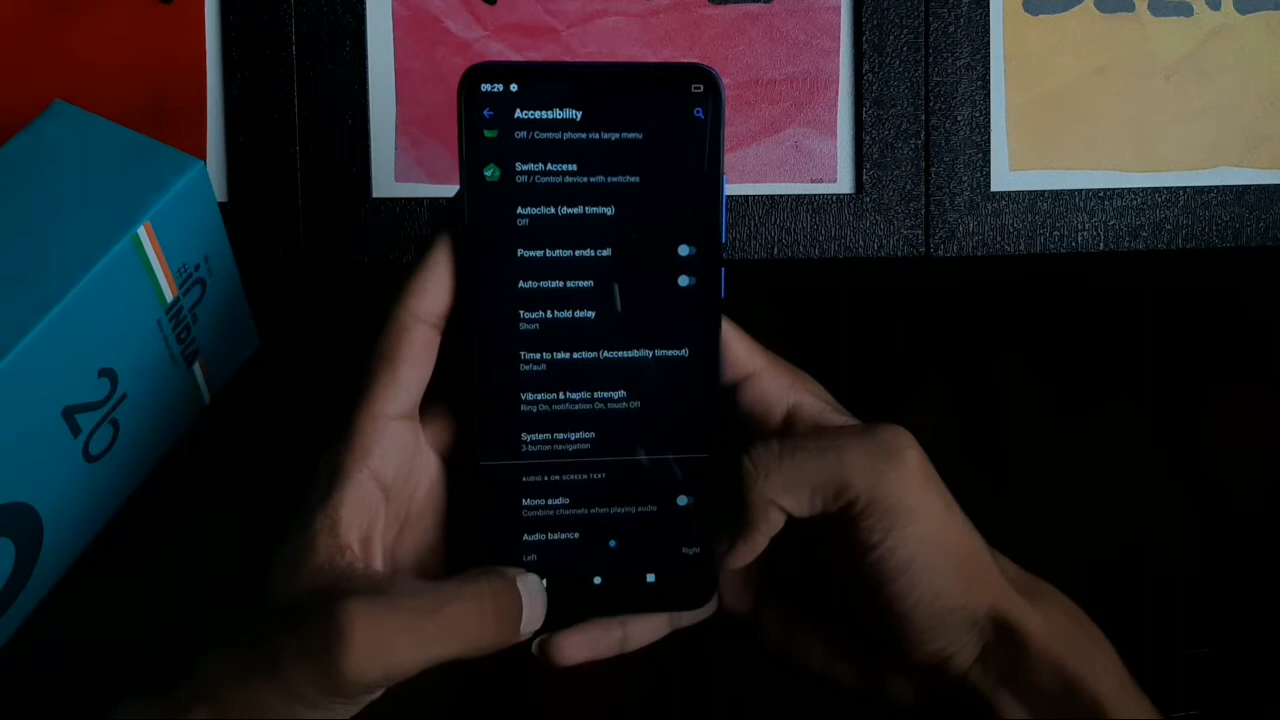 09:29
Accessibility
Off / Control phone via large menu
Switch Access
Off / Control device with switches
Autoclick (dwell timing)
Off
Power button ends call
Auto-rotate screen
Touch & hold delay
Short
Time to take action (Accessibility timeout)
Default
Vibration & haptic strength
Ring On, notification On, touch Off
System navigation
3-button navigation
AUDIO & ON-SCREEN TEXT
Mono audio
Combine channels when playing audio
Audio balance
Left
Right
#in
INDIA
2b